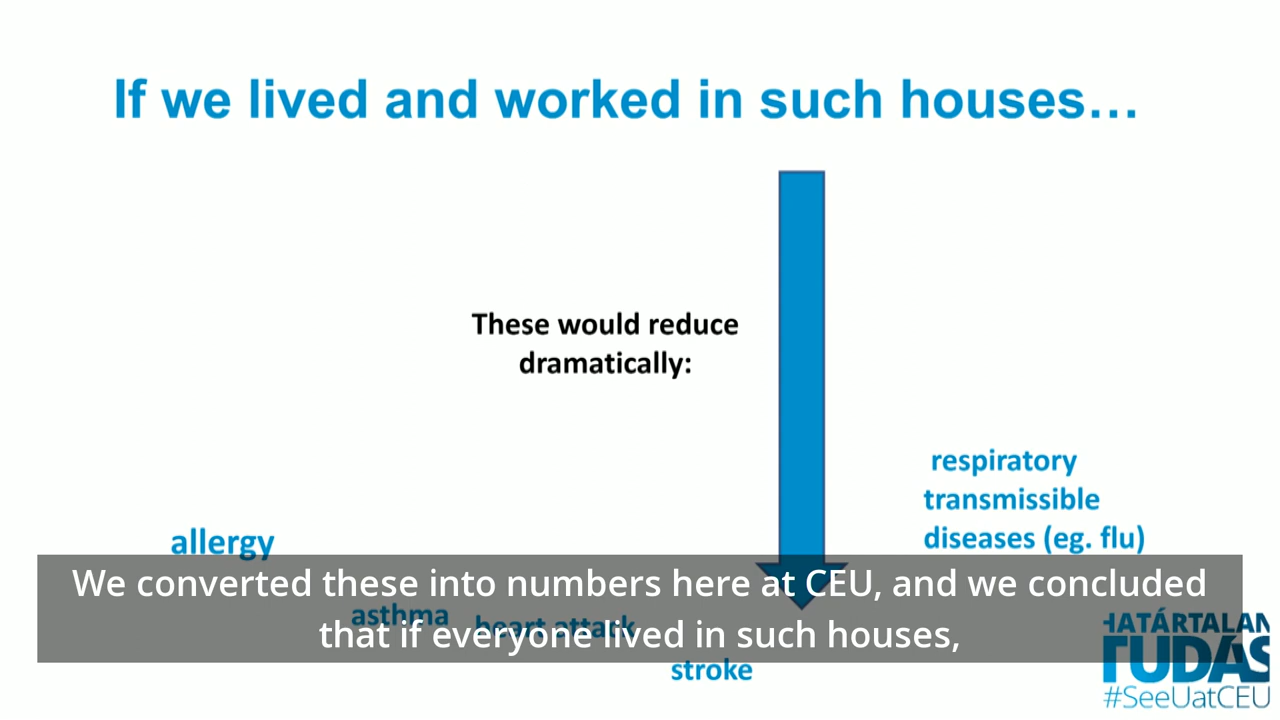 If we lived and worked in such houses…
These would reduce
dramatically:
respiratory
transmissible
diseases (eg. flu)
allergy
asthma
heart attack
stroke
We converted these into numbers here at CEU, and we concluded
that if everyone lived in such houses,
HATÁRTALAN
TUDÁS
#SeeUatCEU